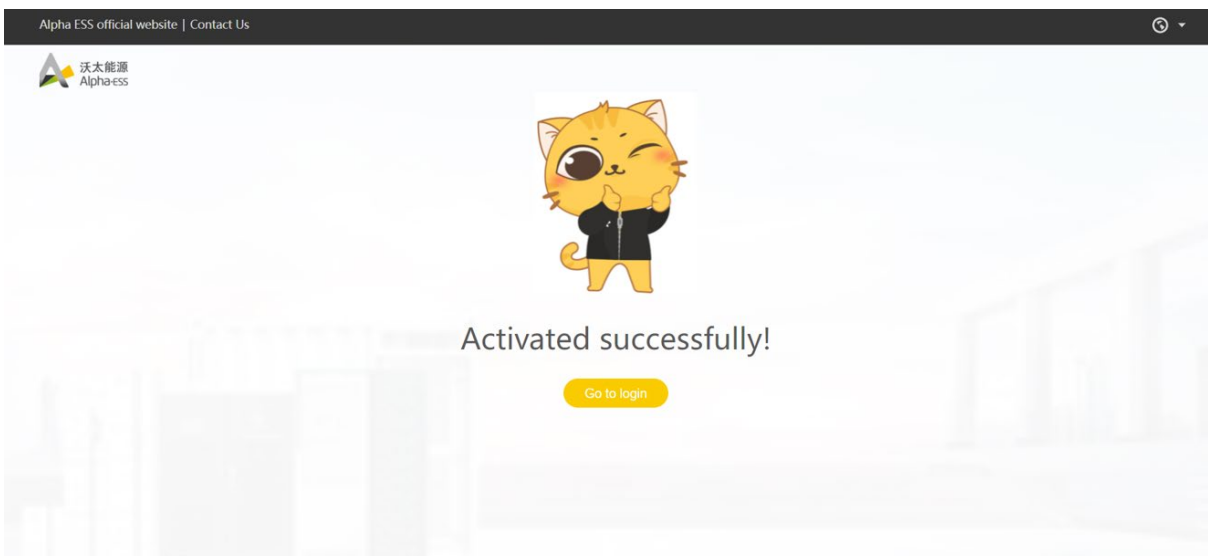 Alpha ESS official website | Contact Us
沃太能源
Alpha-ESS
Activated successfully!
Go to login